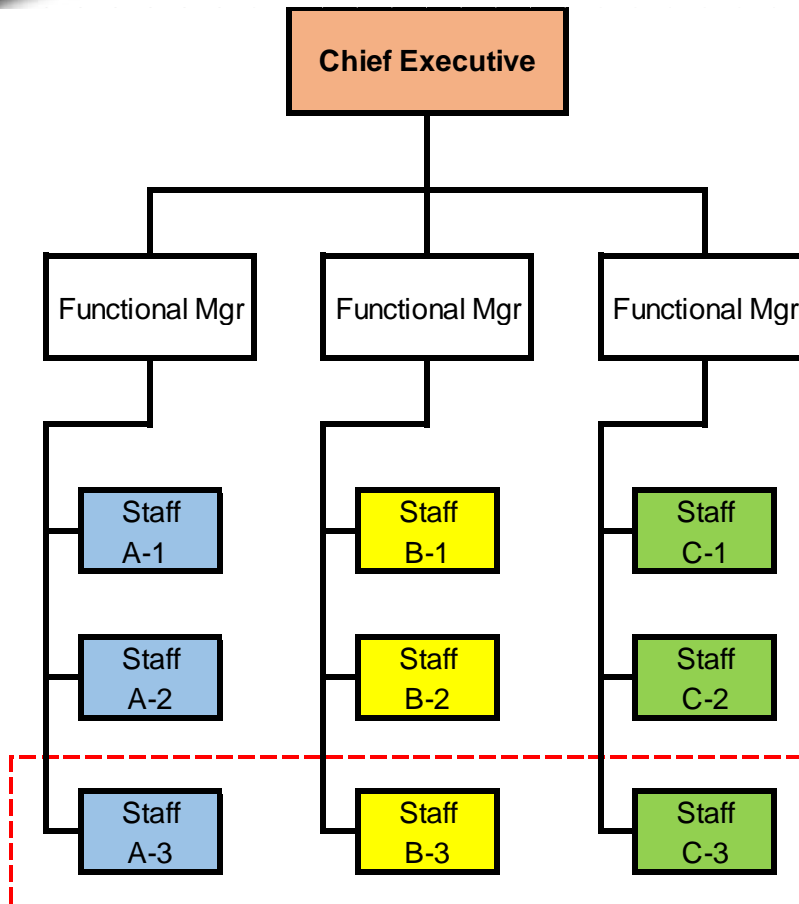 Chief Executive
Functional Mgr
Functional Mgr
Functional Mgr
Staff
A-1
Staff
B-1
Staff
C-1
Staff
A-2
Staff
B-2
Staff
C-2
Staff
A-3
Staff
B-3
Staff
C-3